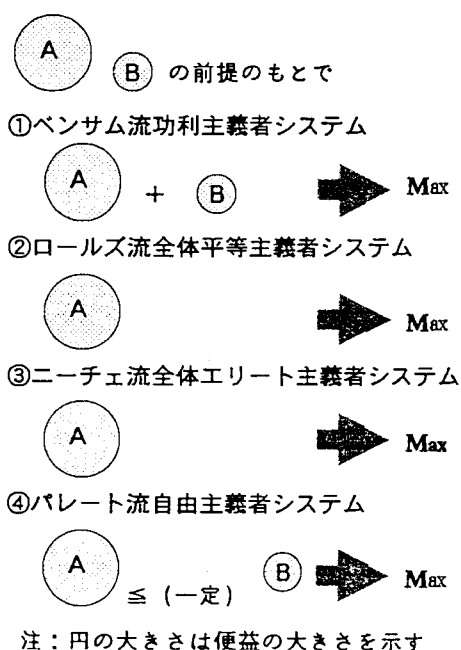 A B の前提のもとで
①ベンサム流功利主義者システム
A + B Max
②ロールズ流全体平等主義者システム
A Max
③ニーチェ流全体エリート主義者システム
A Max
④パレート流自由主義者システム
A ≦ (一定) B Max
注：円の大きさは便益の大きさを示す